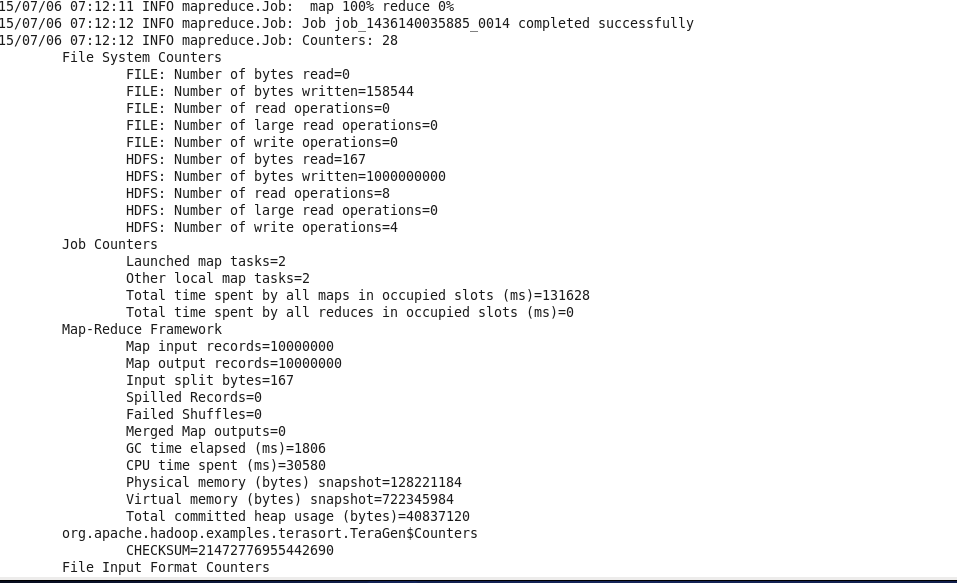 15/07/06 07:12:11 INFO mapreduce.Job:  map 100% reduce 0%
15/07/06 07:12:12 INFO mapreduce.Job: Job job_1436140035885_0014 completed successfully
15/07/06 07:12:12 INFO mapreduce.Job: Counters: 28
File System Counters
FILE: Number of bytes read=0
FILE: Number of bytes written=158544
FILE: Number of read operations=0
FILE: Number of large read operations=0
FILE: Number of write operations=0
HDFS: Number of bytes read=167
HDFS: Number of bytes written=1000000000
HDFS: Number of read operations=8
HDFS: Number of large read operations=0
HDFS: Number of write operations=4
Job Counters
Launched map tasks=2
Other local map tasks=2
Total time spent by all maps in occupied slots (ms)=131628
Total time spent by all reduces in occupied slots (ms)=0
Map-Reduce Framework
Map input records=10000000
Map output records=10000000
Input split bytes=167
Spilled Records=0
Failed Shuffles=0
Merged Map outputs=0
GC time elapsed (ms)=1806
CPU time spent (ms)=30580
Physical memory (bytes) snapshot=128221184
Virtual memory (bytes) snapshot=722345984
Total committed heap usage (bytes)=40837120
org.apache.hadoop.examples.terasort.TeraGen$Counters
CHECKSUM=21472776955442690
File Input Format Counters